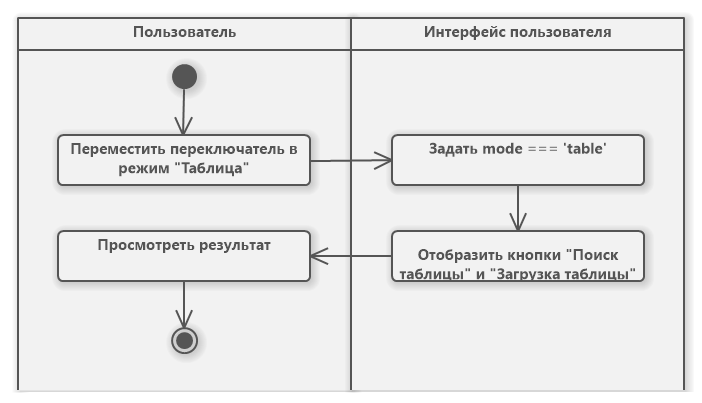 Пользователь
Интерфейс пользователя
Переместить переключатель в
режим "Таблица"
Задать mode === 'table'
Просмотреть результат
Отобразить кнопки "Поиск
таблицы" и "Загрузка таблицы"